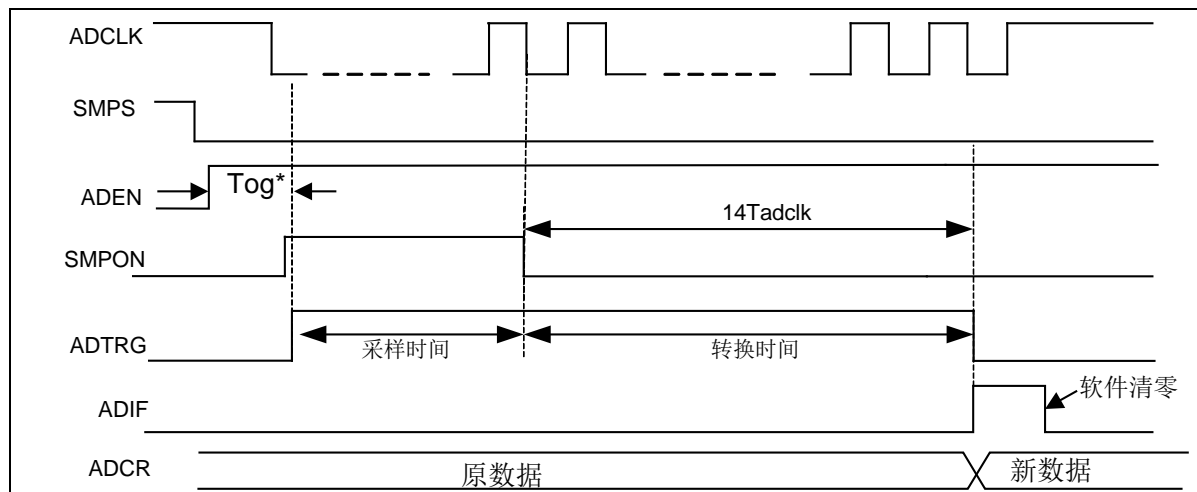 ADCLK
SMPS
ADEN
Tog*
14Tadclk
SMPON
ADTRG
采样时间
转换时间
ADIF
软件清零
ADCR
原数据
新数据